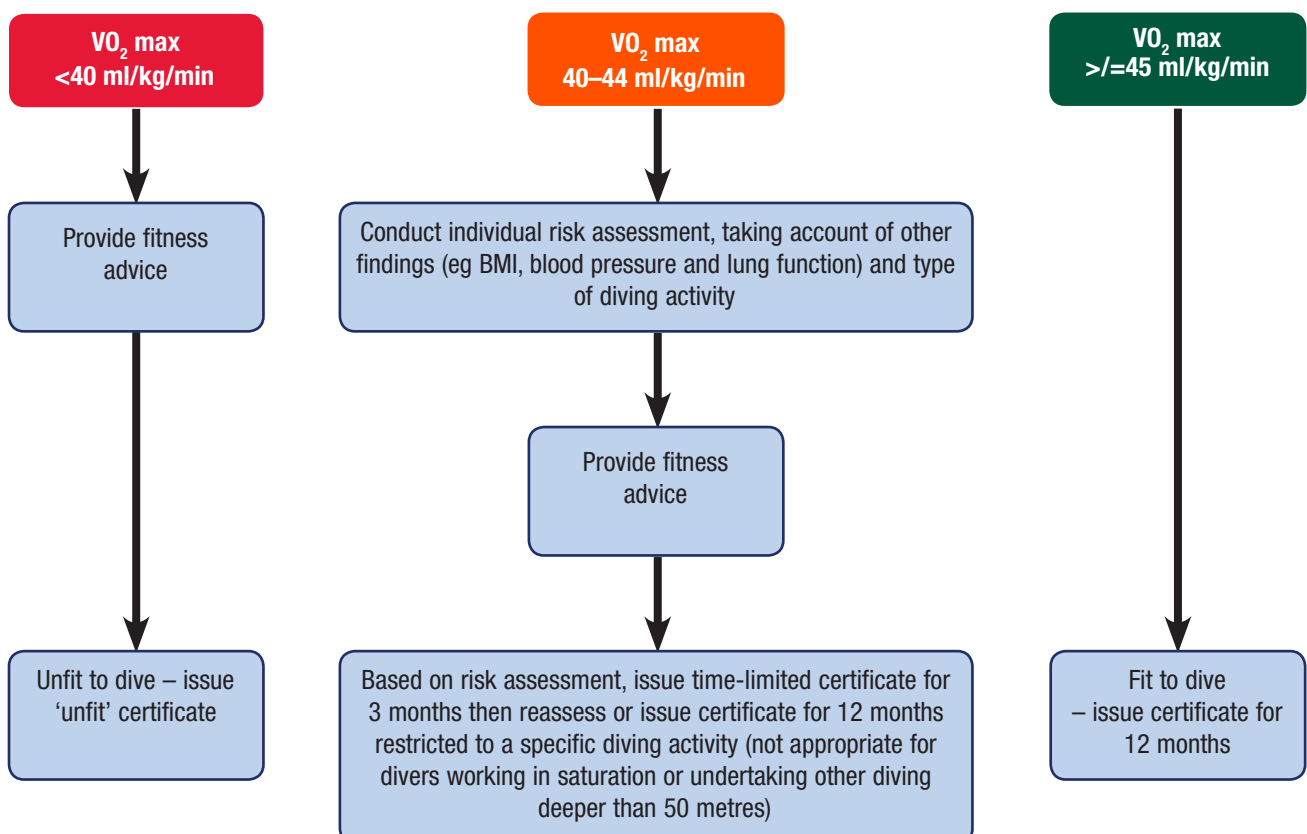 VO₂ max
<40 ml/kg/min
VO₂ max
40–44 ml/kg/min
VO₂ max
>/=45 ml/kg/min
Provide fitness
advice
Conduct individual risk assessment, taking account of other
findings (eg BMI, blood pressure and lung function) and type
of diving activity
Provide fitness
advice
Unfit to dive – issue
‘unfit’ certificate
Based on risk assessment, issue time-limited certificate for
3 months then reassess or issue certificate for 12 months
restricted to a specific diving activity (not appropriate for
divers working in saturation or undertaking other diving
deeper than 50 metres)
Fit to dive
– issue certificate for
12 months